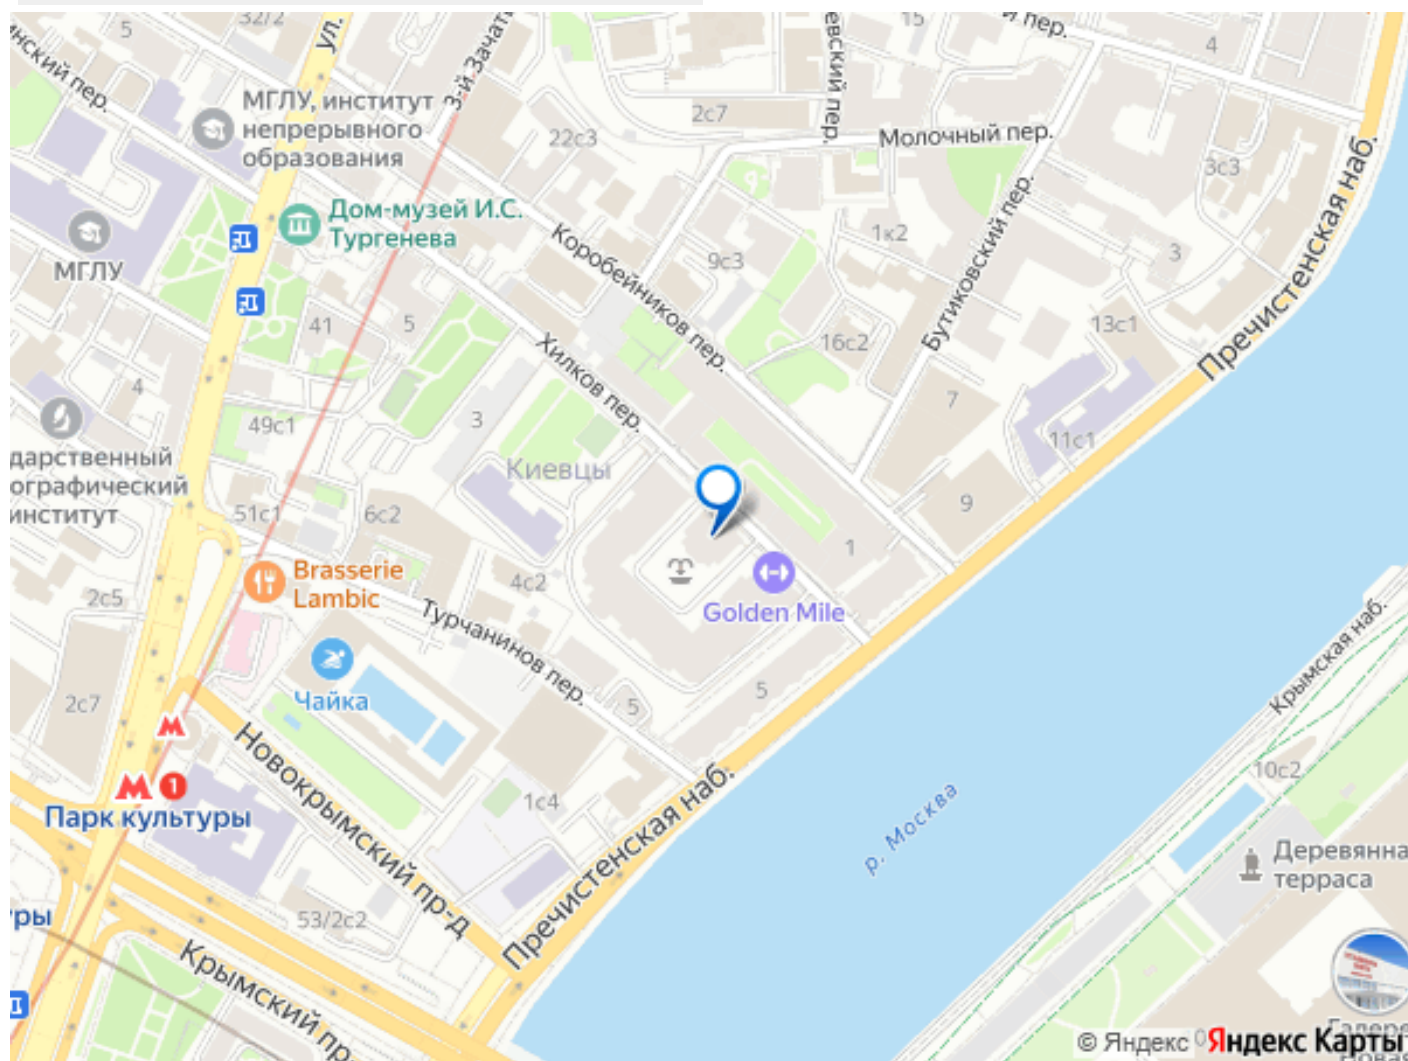 5
32/2
ул.
3-й Зачать
15
и пер.
4
инский пер.
МГЛУ, институт
непрерывного
образования
22с3
2с7
евский пер.
Молочный пер.
3с3
Дом-музей И.С.
Тургенева
МГЛУ
1к2
9с3
3
Коробейников пер.
Бутиковский пер.
Пречистенская наб.
41
5
16с2
13с1
Хилков пер.
4
49с1
3
7
11с1
дарственный
ографический
институт
Киевцы
51с1
6с2
9
1
Brasserie
Lambic
4с2
Golden Mile
2с5
Турчанинов пер.
Чайка
2с7
5
5
Крымская наб.
М
М 1
Парк культуры
Новокрымский пр-д
1с4
Пречистенская наб.
р. Москва
10с2
Деревянна
терраса
уры
53/2с2
Крымский пр
© Яндекс
Яндекс Карты